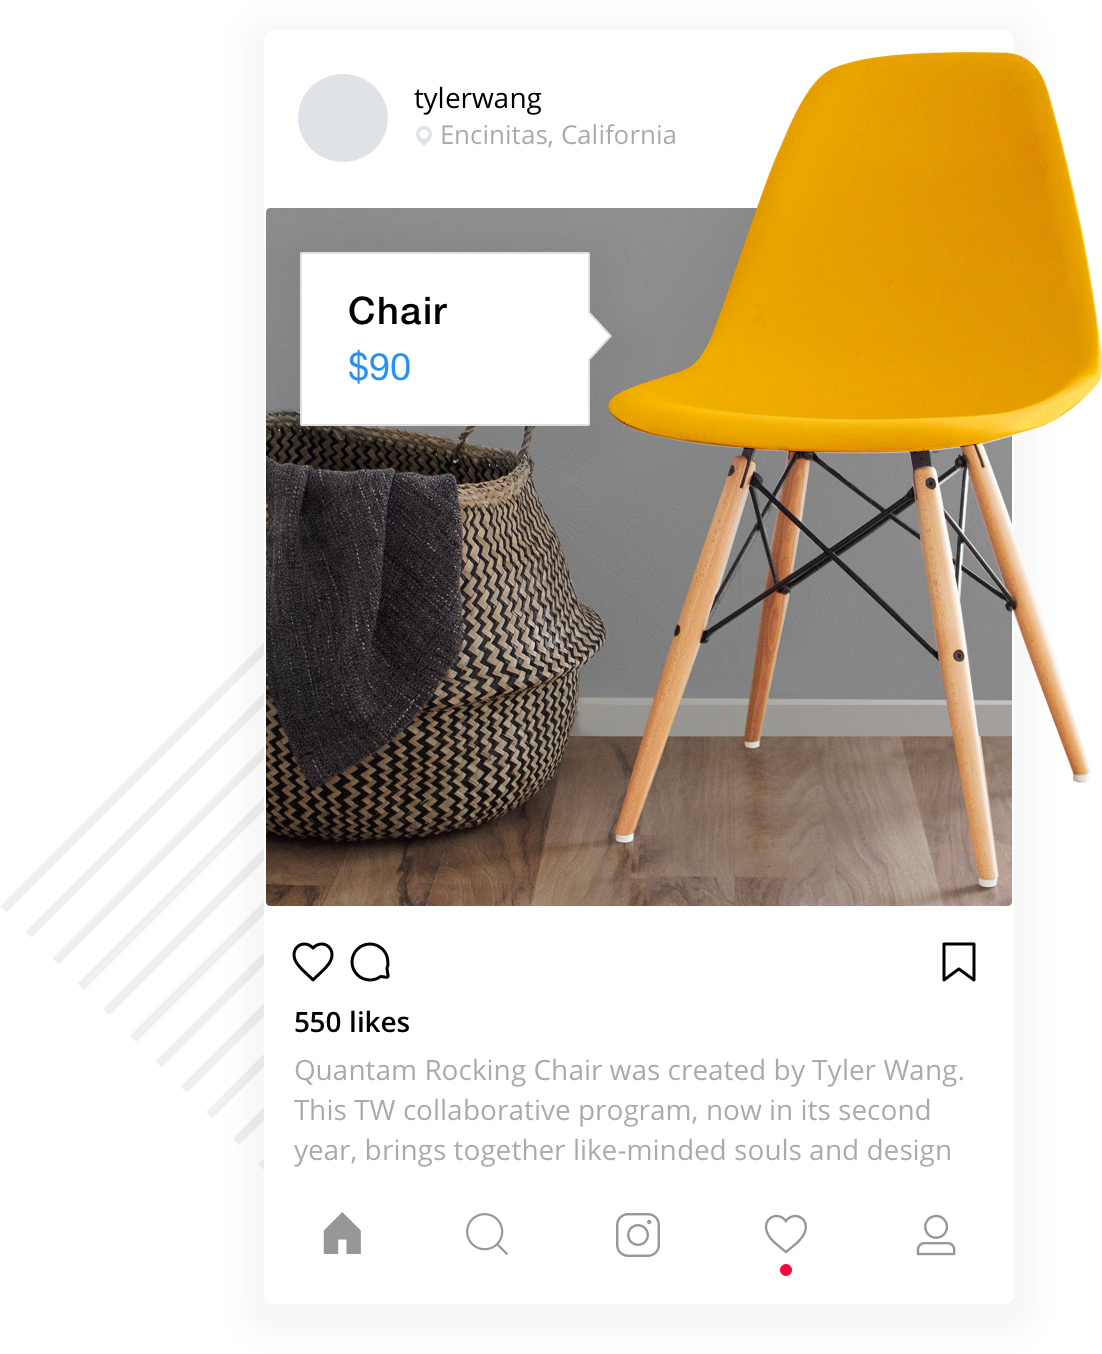 tylerwang
Encinitas, California
Chair
$90
550 likes
Quantam Rocking Chair was created by Tyler Wang.
This TW collaborative program, now in its second
year, brings together like-minded souls and design